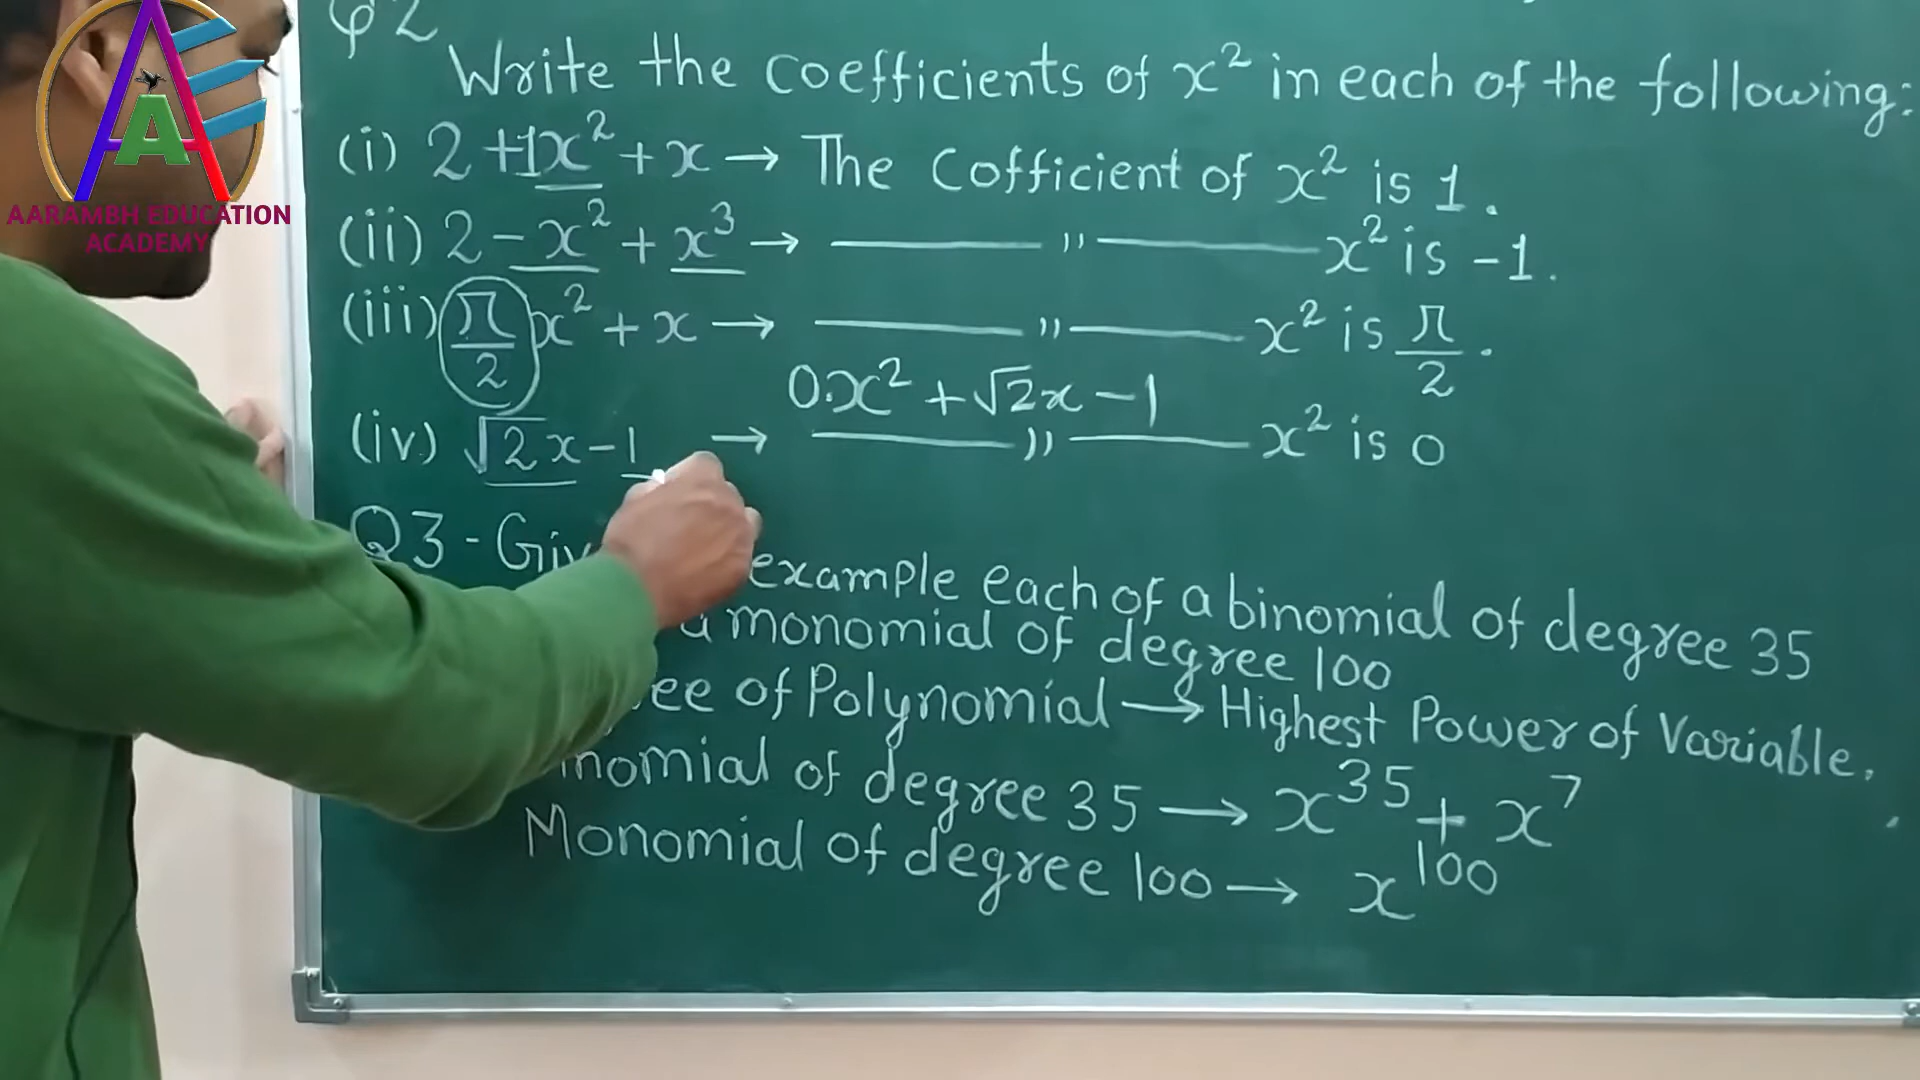 AARAMBH EDUCATION
ACADEMY
Q2
Write the coefficients of x² in each of the following:
(i) 2 + 1x² + x → The Cofficient of x² is 1.
(ii) 2 - x² + x³ → —— " —— x² is -1.
(iii) π/2 x² + x → —— " —— x² is π/2.
0.x² + √2x - 1
(iv) √2x - 1 → —— " —— x² is 0
Q3 - Giv example each of a binomial of degree 35
a monomial of degree 100
ee of Polynomial → Highest Power of Variable.
nomial of degree 35 → x³⁵ + x⁷
Monomial of degree 100 → x¹⁰⁰